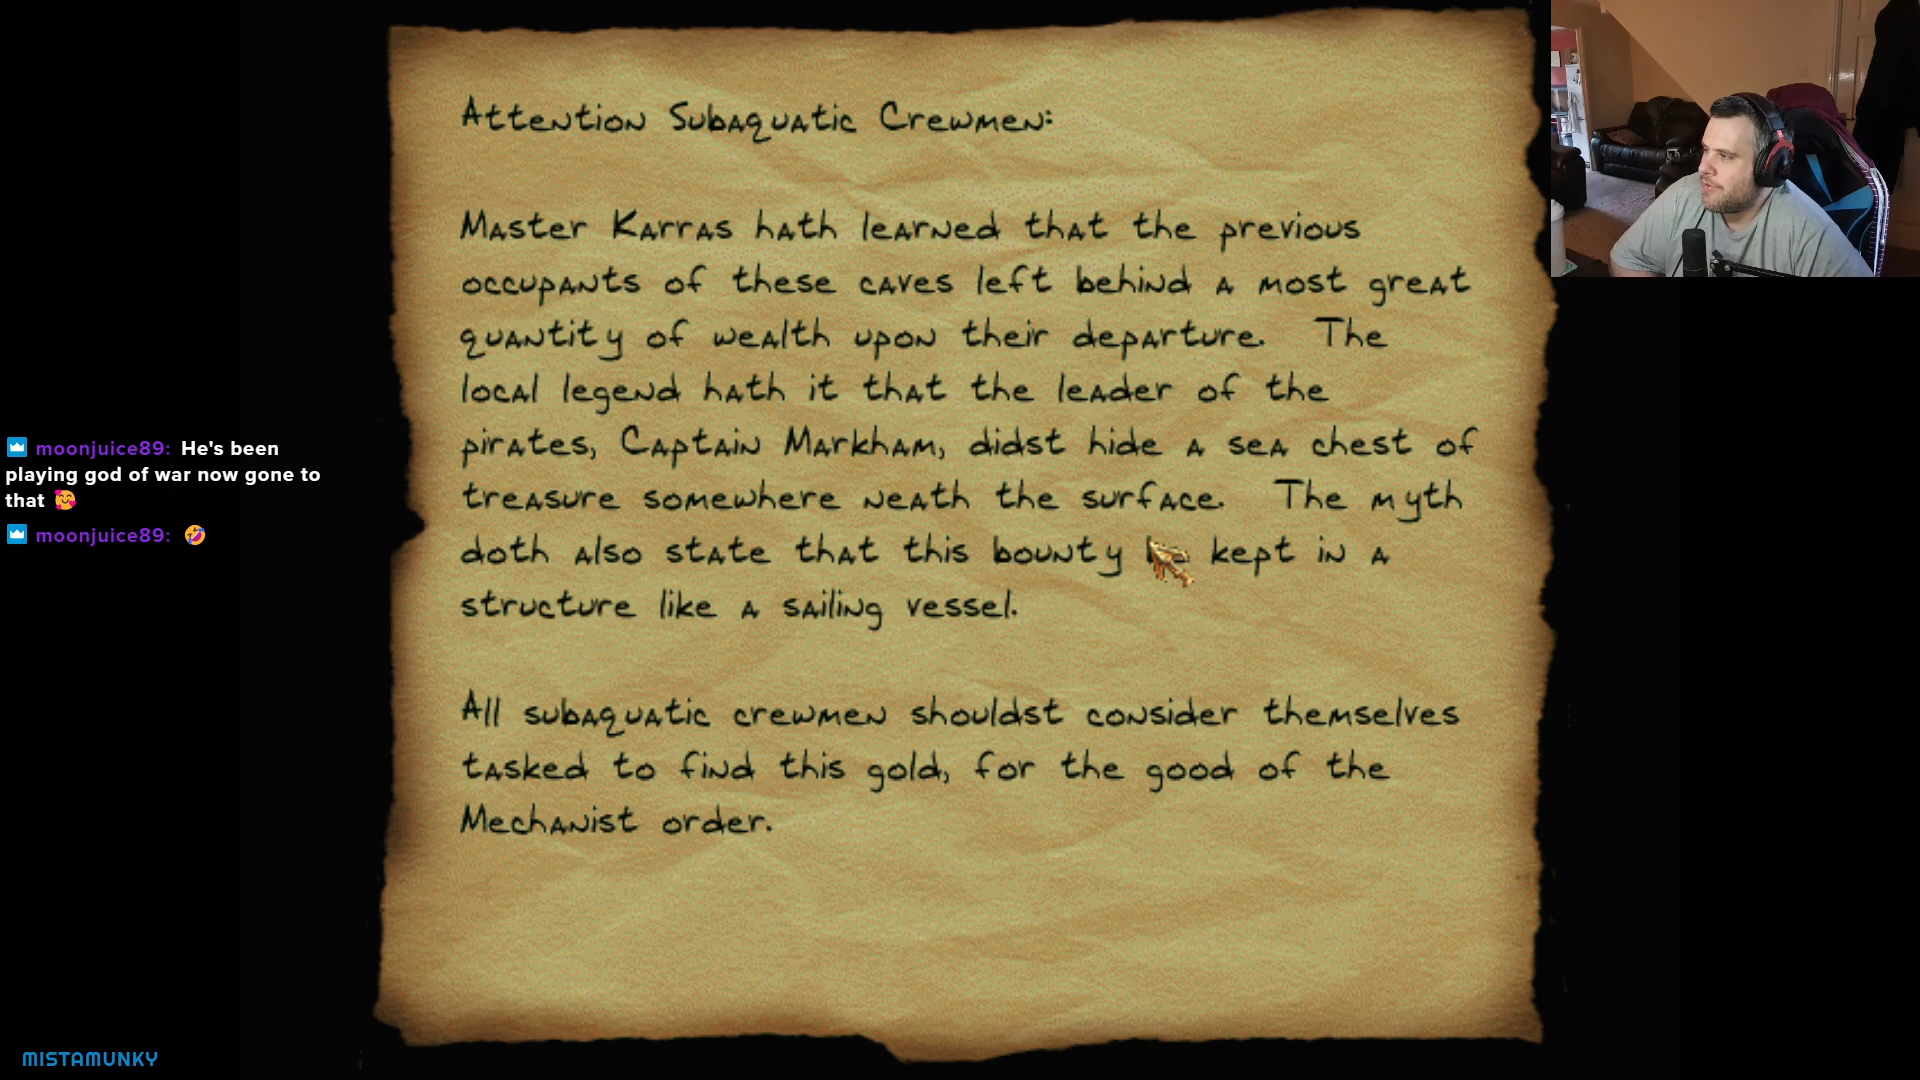 Attention Subaquatic Crewmen:
Master Karras hath learned that the previous
occupants of these caves left behind a most great
quantity of wealth upon their departure. The
local legend hath it that the leader of the
pirates, Captain Markham, didst hide a sea chest of
treasure somewhere neath the surface. The myth
doth also state that this bounty kept in a
structure like a sailing vessel.
All subaquatic crewmen shouldst consider themselves
tasked to find this gold, for the good of the
Mechanist order.
moonjuice89: He's been
playing god of war now gone to
that 🥰
moonjuice89: 🤣
MISTAMUNKY